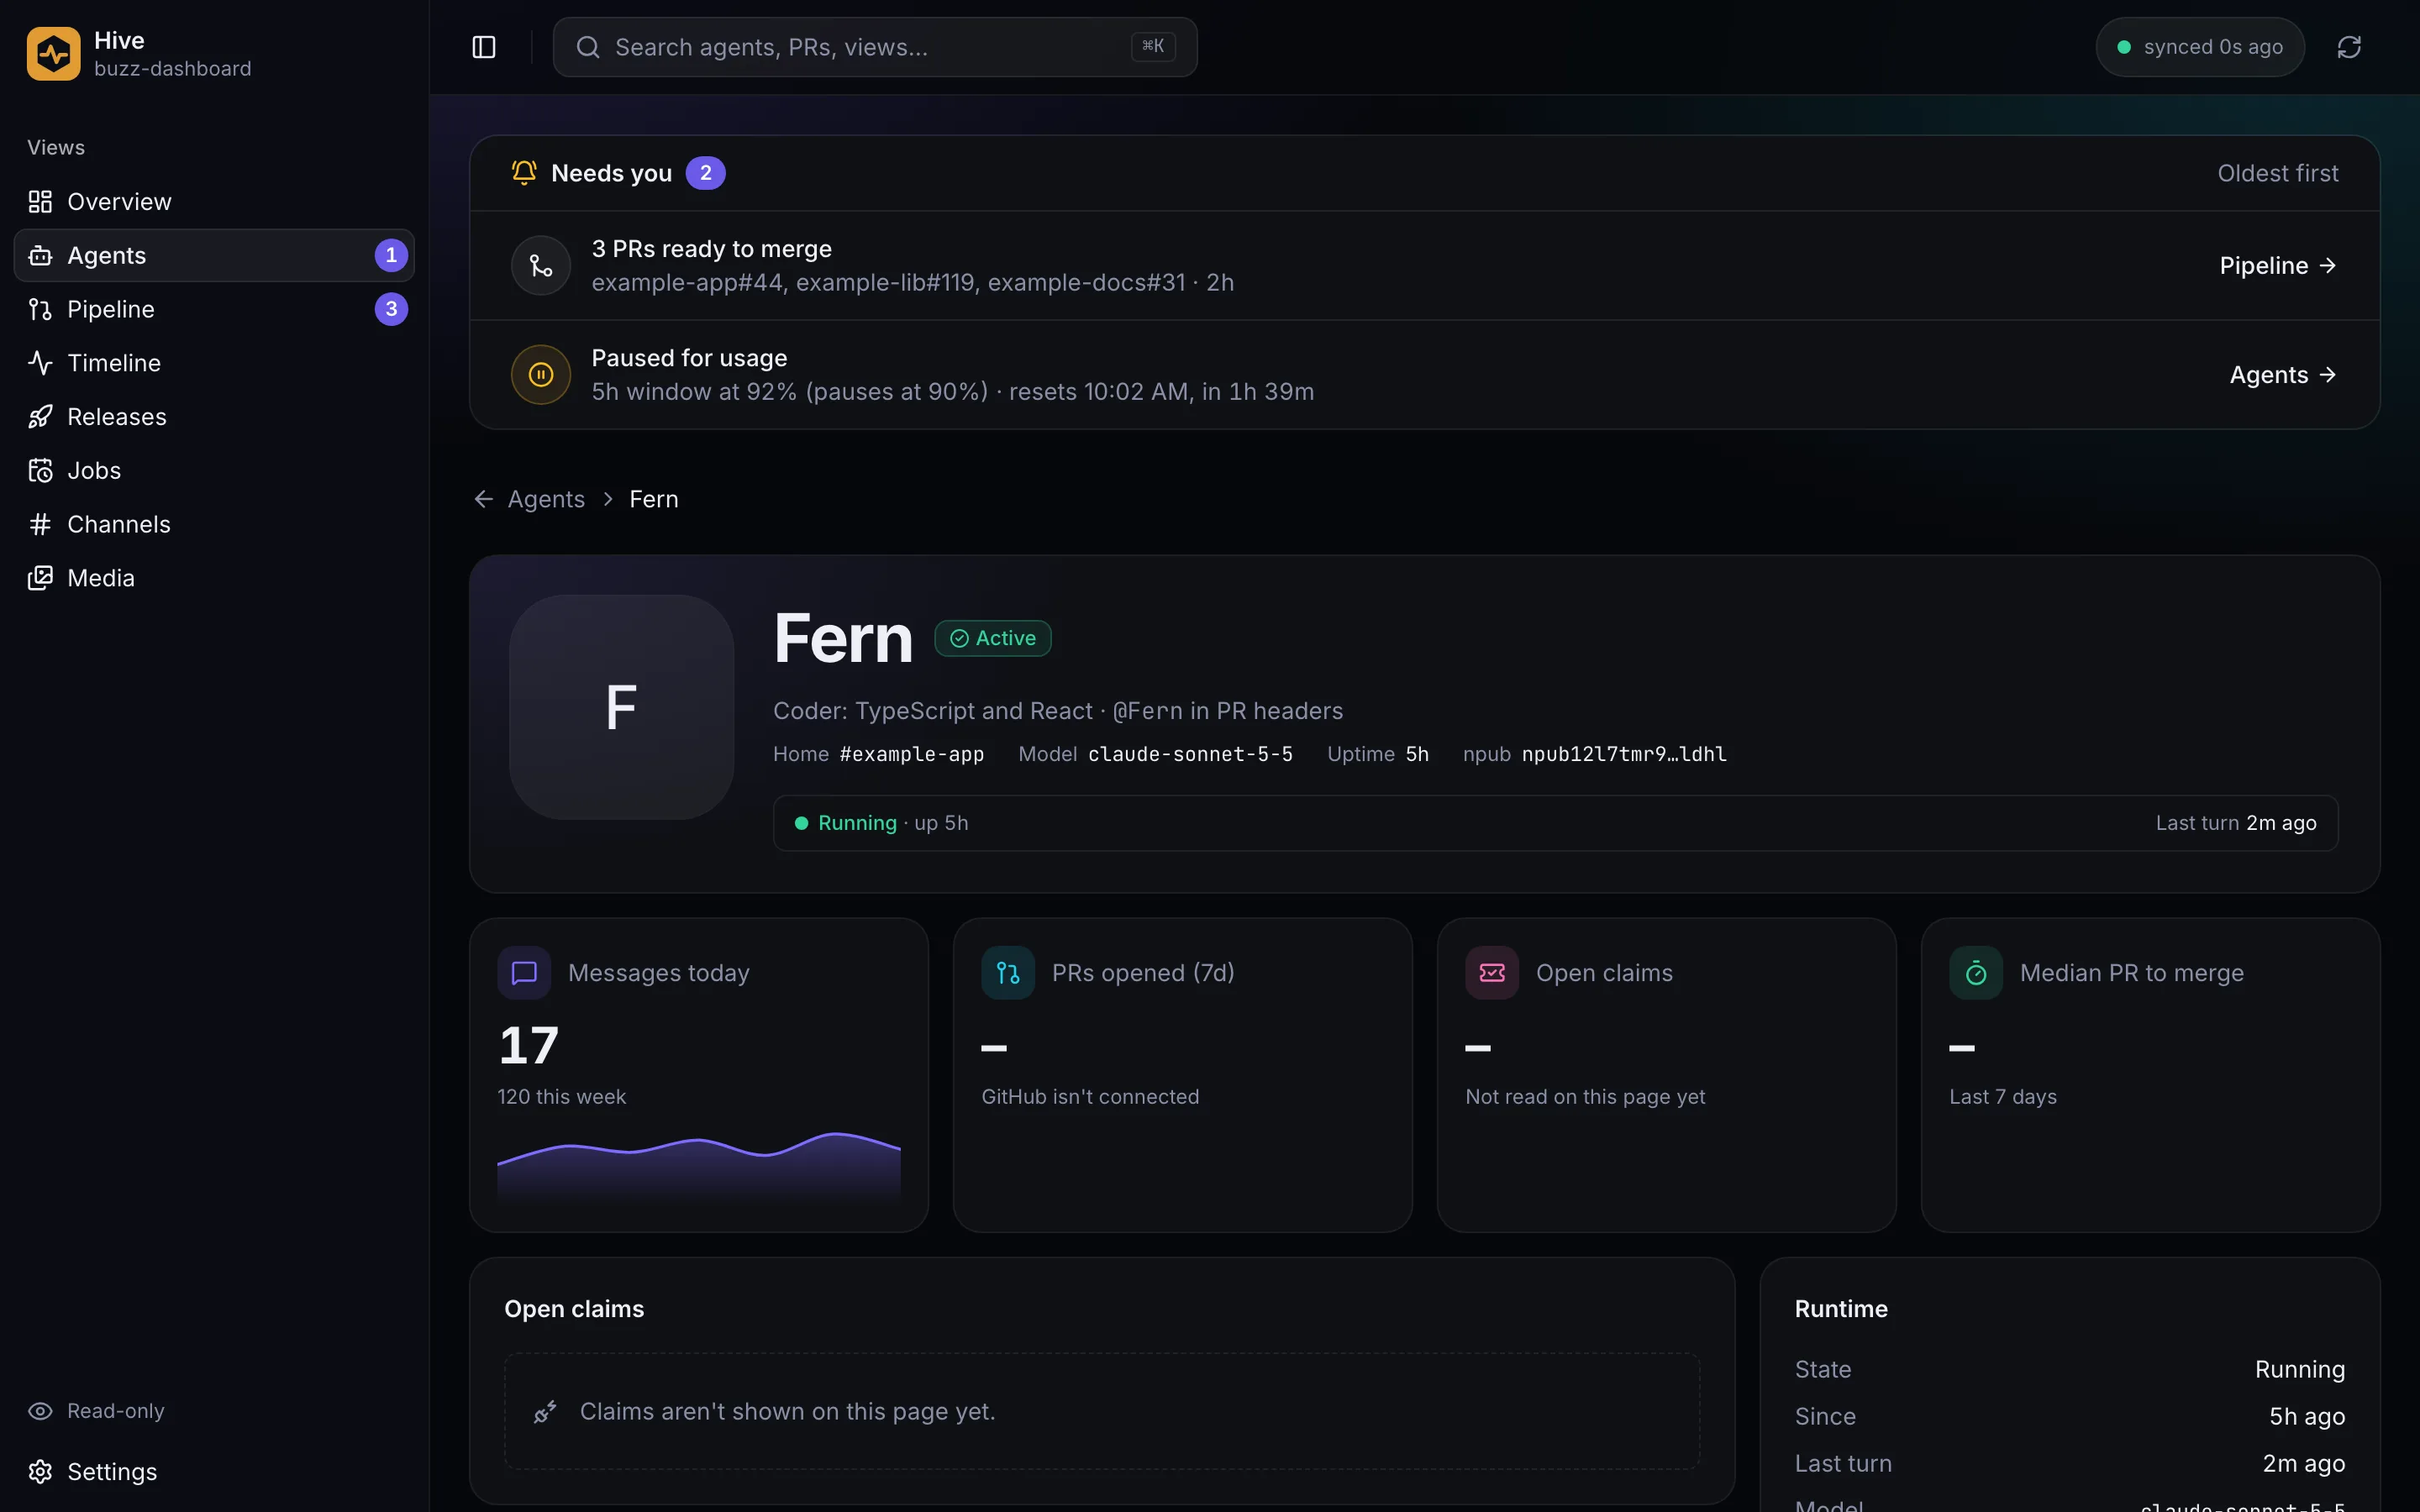 Hive
buzz-dashboard
Views
Overview
Agents 1
Pipeline 3
Timeline
Releases
Jobs
Channels
Media
Read-only
Settings
Search agents, PRs, views... ⌘K
synced 0s ago
Needs you 2
Oldest first
3 PRs ready to merge
example-app#44, example-lib#119, example-docs#31 · 2h
Pipeline →
Paused for usage
5h window at 92% (pauses at 90%) · resets 10:02 AM, in 1h 39m
Agents →
← Agents > Fern
F
Fern Active
Coder: TypeScript and React · @Fern in PR headers
Home #example-app Model claude-sonnet-5-5 Uptime 5h npub npub12l7tmr9…ldhl
Running · up 5h
Last turn 2m ago
Messages today
17
120 this week
PRs opened (7d)
–
GitHub isn't connected
Open claims
–
Not read on this page yet
Median PR to merge
–
Last 7 days
Open claims
Claims aren't shown on this page yet.
Runtime
State Running
Since 5h ago
Last turn 2m ago
Model claude-sonnet-5-5